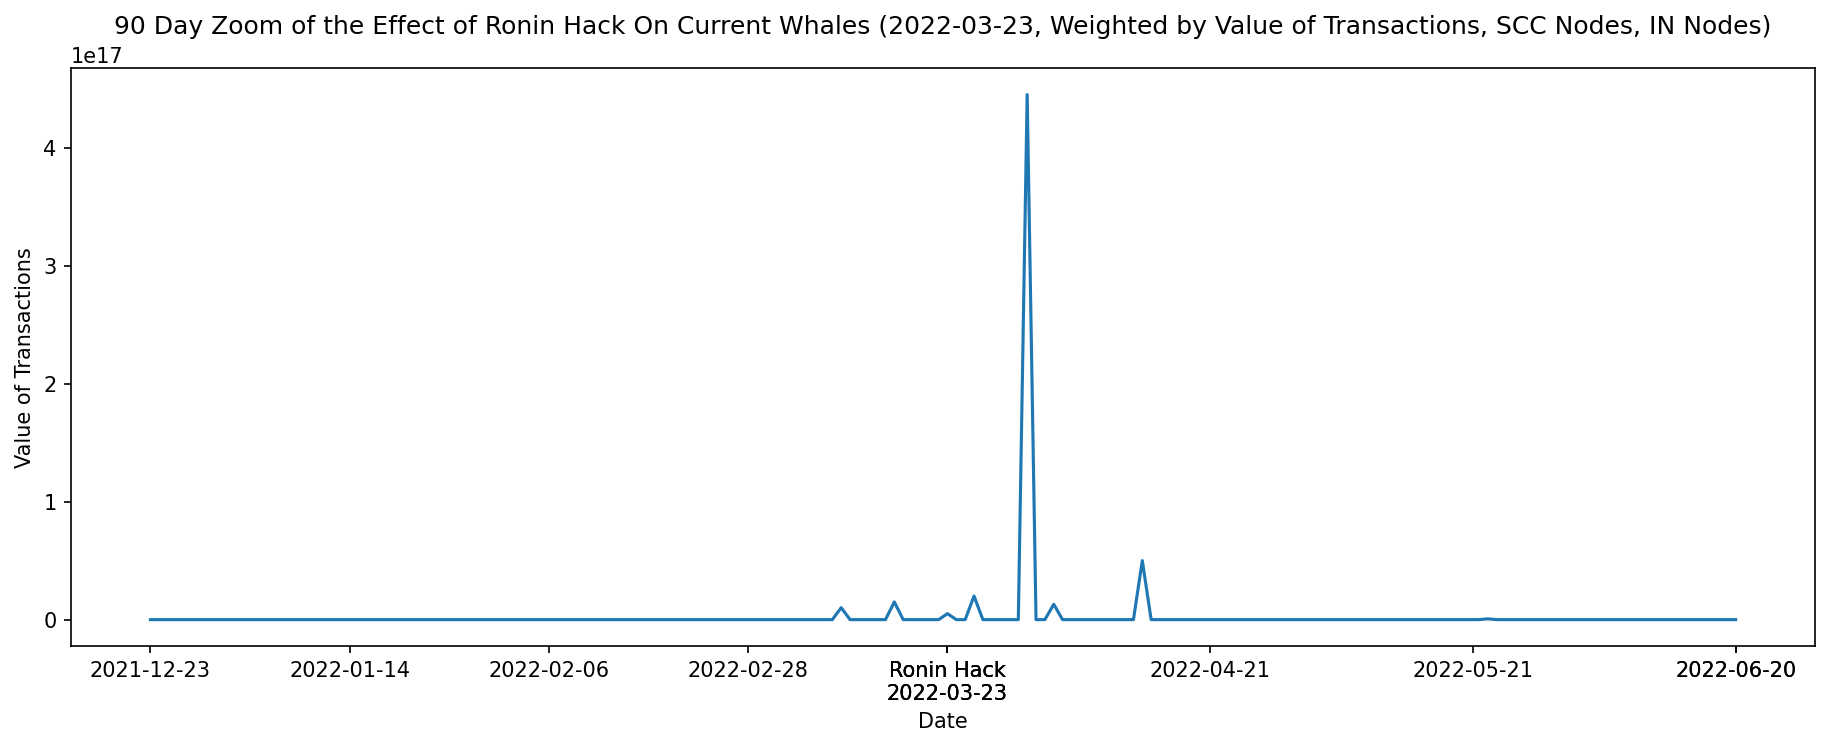 90 Day Zoom of the Effect of Ronin Hack On Current Whales (2022-03-23, Weighted by Value of Transactions, SCC Nodes, IN Nodes)
1e17
4
3
2
1
0
Value of Transactions
2021-12-23 2022-01-14 2022-02-06 2022-02-28 Ronin Hack 2022-04-21 2022-05-21 2022-06-20
2022-03-23
Date